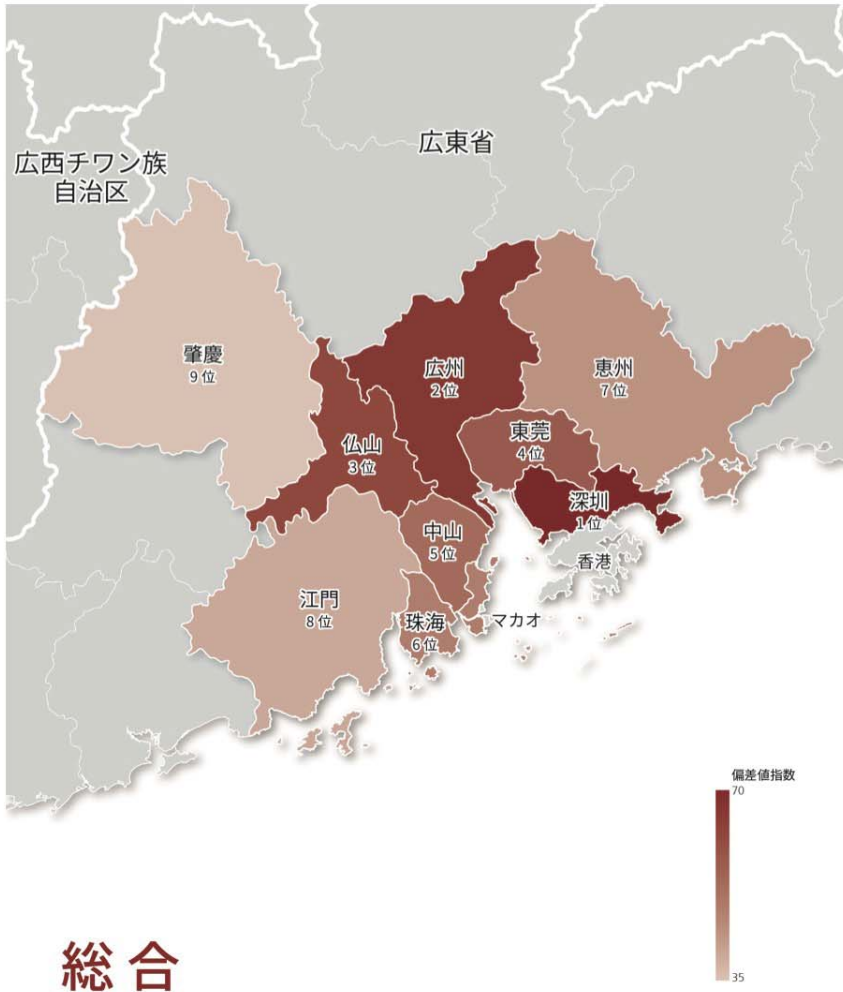 広東省
広西チワン族
自治区
肇慶
9位
広州
2位
恵州
7位
仏山
3位
東莞
4位
深圳
1位
中山
5位
香港
江門
8位
珠海
6位
マカオ
偏差値指数
70
35
総合